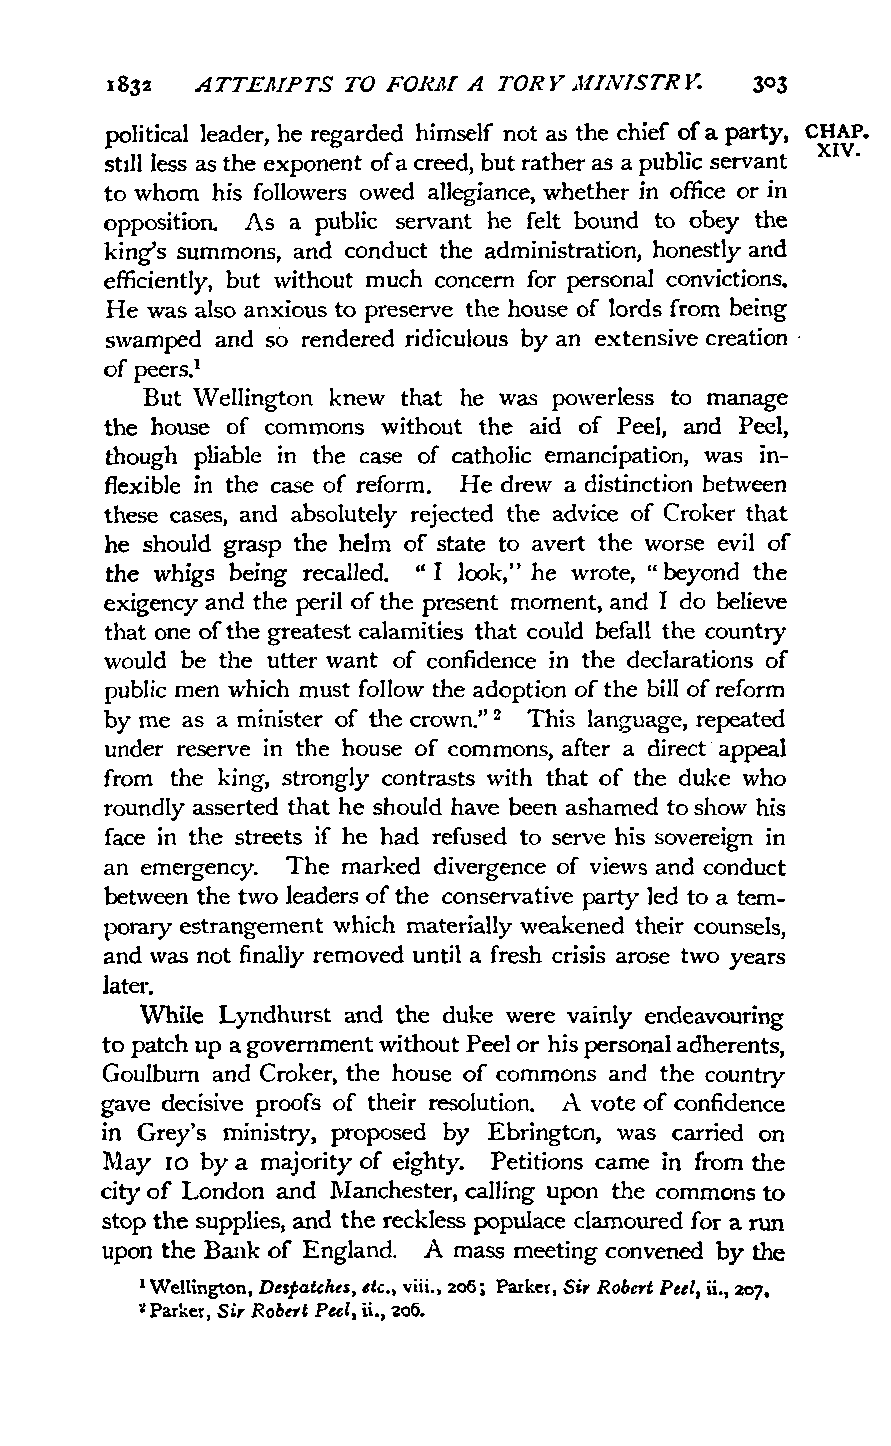 1832 ATTEMPTS TO FORM A TORY MINISTRY. 303
political leader, he regarded himself not as the chief of a party, CHAP.
still less as the exponent of a creed, but rather as a public servant XIV.
to whom his followers owed allegiance, whether in office or in
opposition. As a public servant he felt bound to obey the
king's summons, and conduct the administration, honestly and
efficiently, but without much concern for personal convictions.
He was also anxious to preserve the house of lords from being
swamped and so rendered ridiculous by an extensive creation
of peers.¹
But Wellington knew that he was powerless to manage
the house of commons without the aid of Peel, and Peel,
though pliable in the case of catholic emancipation, was in-
flexible in the case of reform. He drew a distinction between
these cases, and absolutely rejected the advice of Croker that
he should grasp the helm of state to avert the worse evil of
the whigs being recalled. "I look," he wrote, "beyond the
exigency and the peril of the present moment, and I do believe
that one of the greatest calamities that could befall the country
would be the utter want of confidence in the declarations of
public men which must follow the adoption of the bill of reform
by me as a minister of the crown." ² This language, repeated
under reserve in the house of commons, after a direct appeal
from the king, strongly contrasts with that of the duke who
roundly asserted that he should have been ashamed to show his
face in the streets if he had refused to serve his sovereign in
an emergency. The marked divergence of views and conduct
between the two leaders of the conservative party led to a tem-
porary estrangement which materially weakened their counsels,
and was not finally removed until a fresh crisis arose two years
later.
While Lyndhurst and the duke were vainly endeavouring
to patch up a government without Peel or his personal adherents,
Goulburn and Croker, the house of commons and the country
gave decisive proofs of their resolution. A vote of confidence
in Grey's ministry, proposed by Ebrington, was carried on
May 10 by a majority of eighty. Petitions came in from the
city of London and Manchester, calling upon the commons to
stop the supplies, and the reckless populace clamoured for a run
upon the Bank of England. A mass meeting convened by the
¹ Wellington, Despatches, etc., viii., 206; Parker, Sir Robert Peel, ii., 207.
² Parker, Sir Robert Peel, ii., 206.